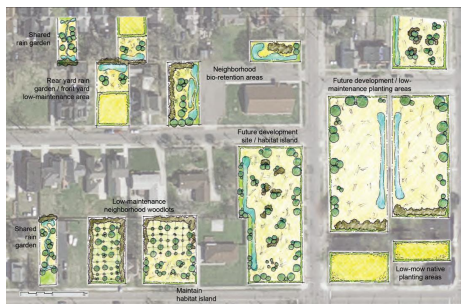 Shared
rain garden
Rear yard rain
garden / front yard
low-maintenance area
Neighborhood
bio-retention areas
Future development / low-
maintenance planting areas
Future development
site / habitat island
Low-maintenance
neighborhood woodlots
Shared
rain
garden
Maintain
habitat island
Low-mow native
planting areas